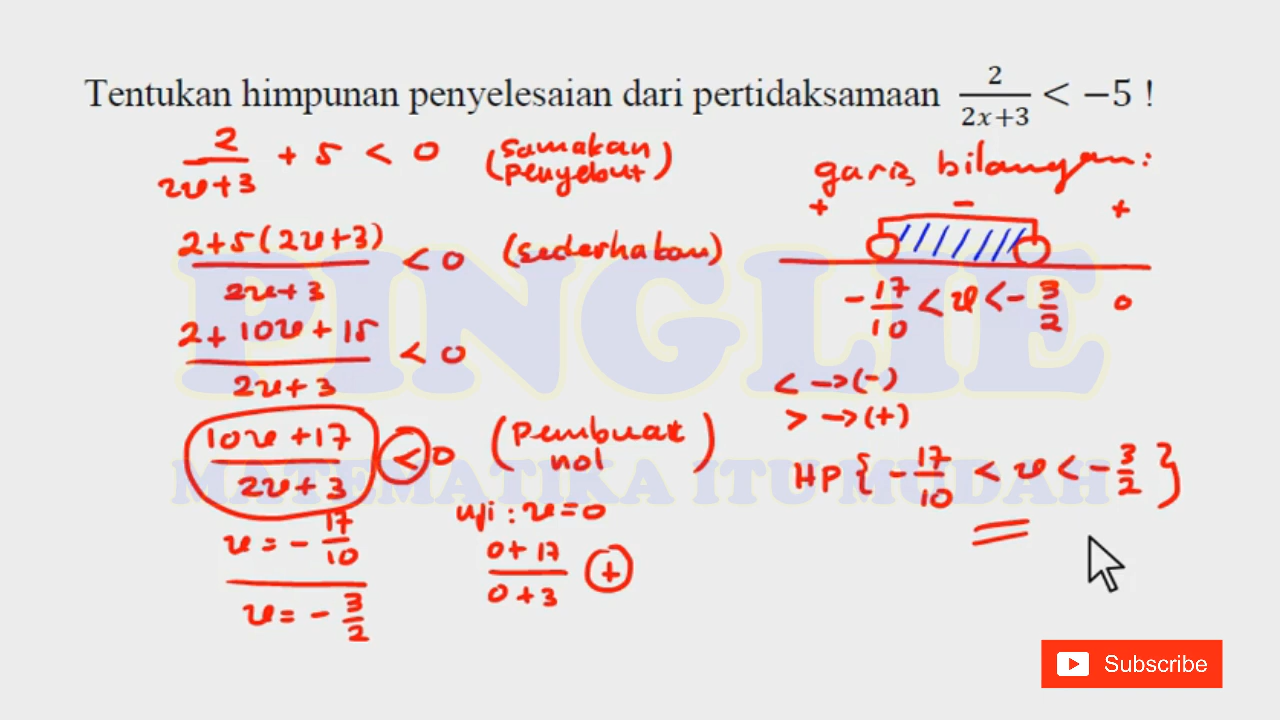 Tentukan himpunan penyelesaian dari pertidaksamaan 2/(2x+3) < −5 !
2/(2x+3) + 5 < 0 (samakan penyebut)
(2+5(2x+3))/(2x+3) < 0 (sederhakan)
(2+10x+15)/(2x+3) < 0
(10x+17)/(2x+3) < 0 (pembuat nol)
x = -17/10
x = -3/2
uji : x=0
(0+17)/(0+3) (+)
garis bilangan:
+ - +
-17/10 < x < -3/2 0
< → (-)
> → (+)
HP { -17/10 < x < -3/2 }
PINGLIE
MATEMATIKA ITU MUDAH
Subscribe